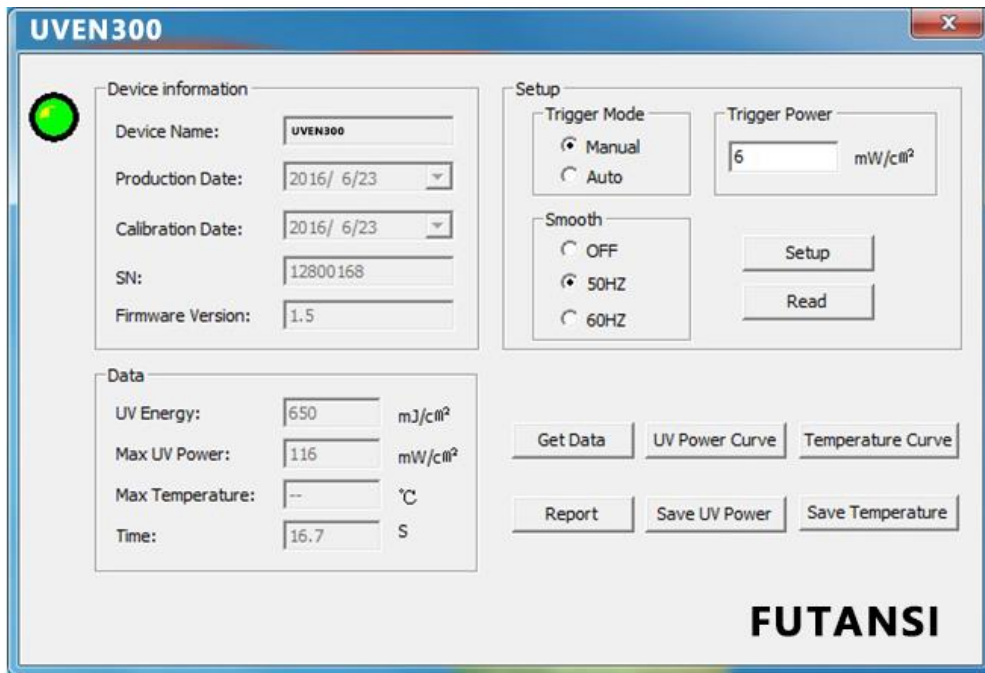 UVEN300
Device information
Device Name: UVEN300
Production Date: 2016/ 6/23
Calibration Date: 2016/ 6/23
SN: 12800168
Firmware Version: 1.5
Setup
Trigger Mode
Manual
Auto
Trigger Power
6 mW/cm²
Smooth
OFF
50HZ
60HZ
Setup
Read
Data
UV Energy: 650 mJ/cm²
Max UV Power: 116 mW/cm²
Max Temperature: -- ℃
Time: 16.7 S
Get Data UV Power Curve Temperature Curve
Report Save UV Power Save Temperature
FUTANSI